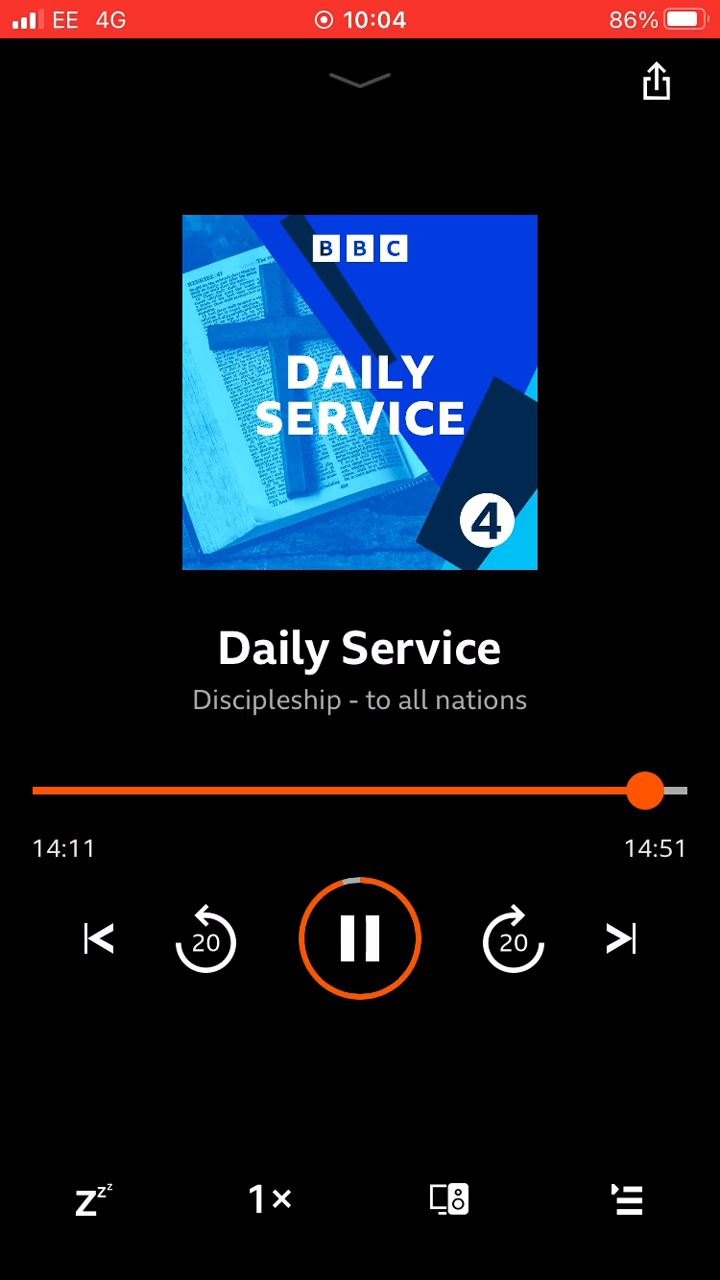 EE 4G 10:04 86%
BBC
DAILY
SERVICE
4
Daily Service
Discipleship - to all nations
14:11 14:51
20 20
zzz 1×